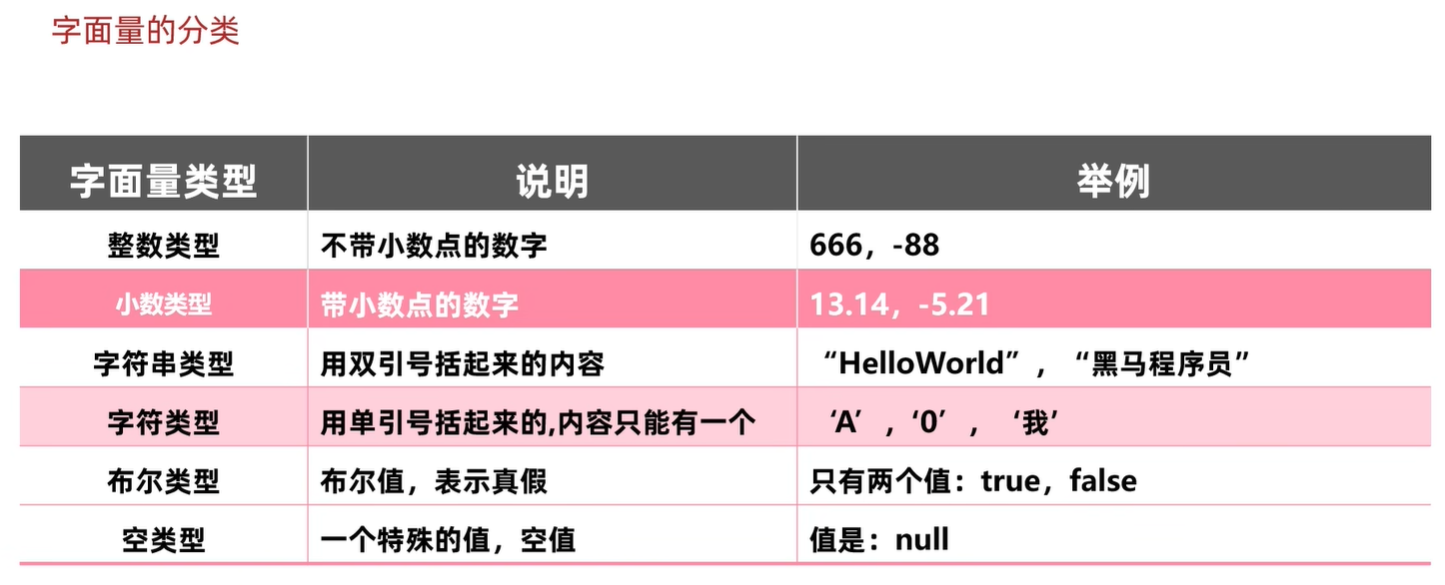 字面量的分类
字面量类型 说明 举例
整数类型 不带小数点的数字 666，-88
小数类型 带小数点的数字 13.14，-5.21
字符串类型 用双引号括起来的内容 “HelloWorld”，“黑马程序员”
字符类型 用单引号括起来的,内容只能有一个 ‘A’，‘0’，‘我’
布尔类型 布尔值，表示真假 只有两个值：true，false
空类型 一个特殊的值，空值 值是：null